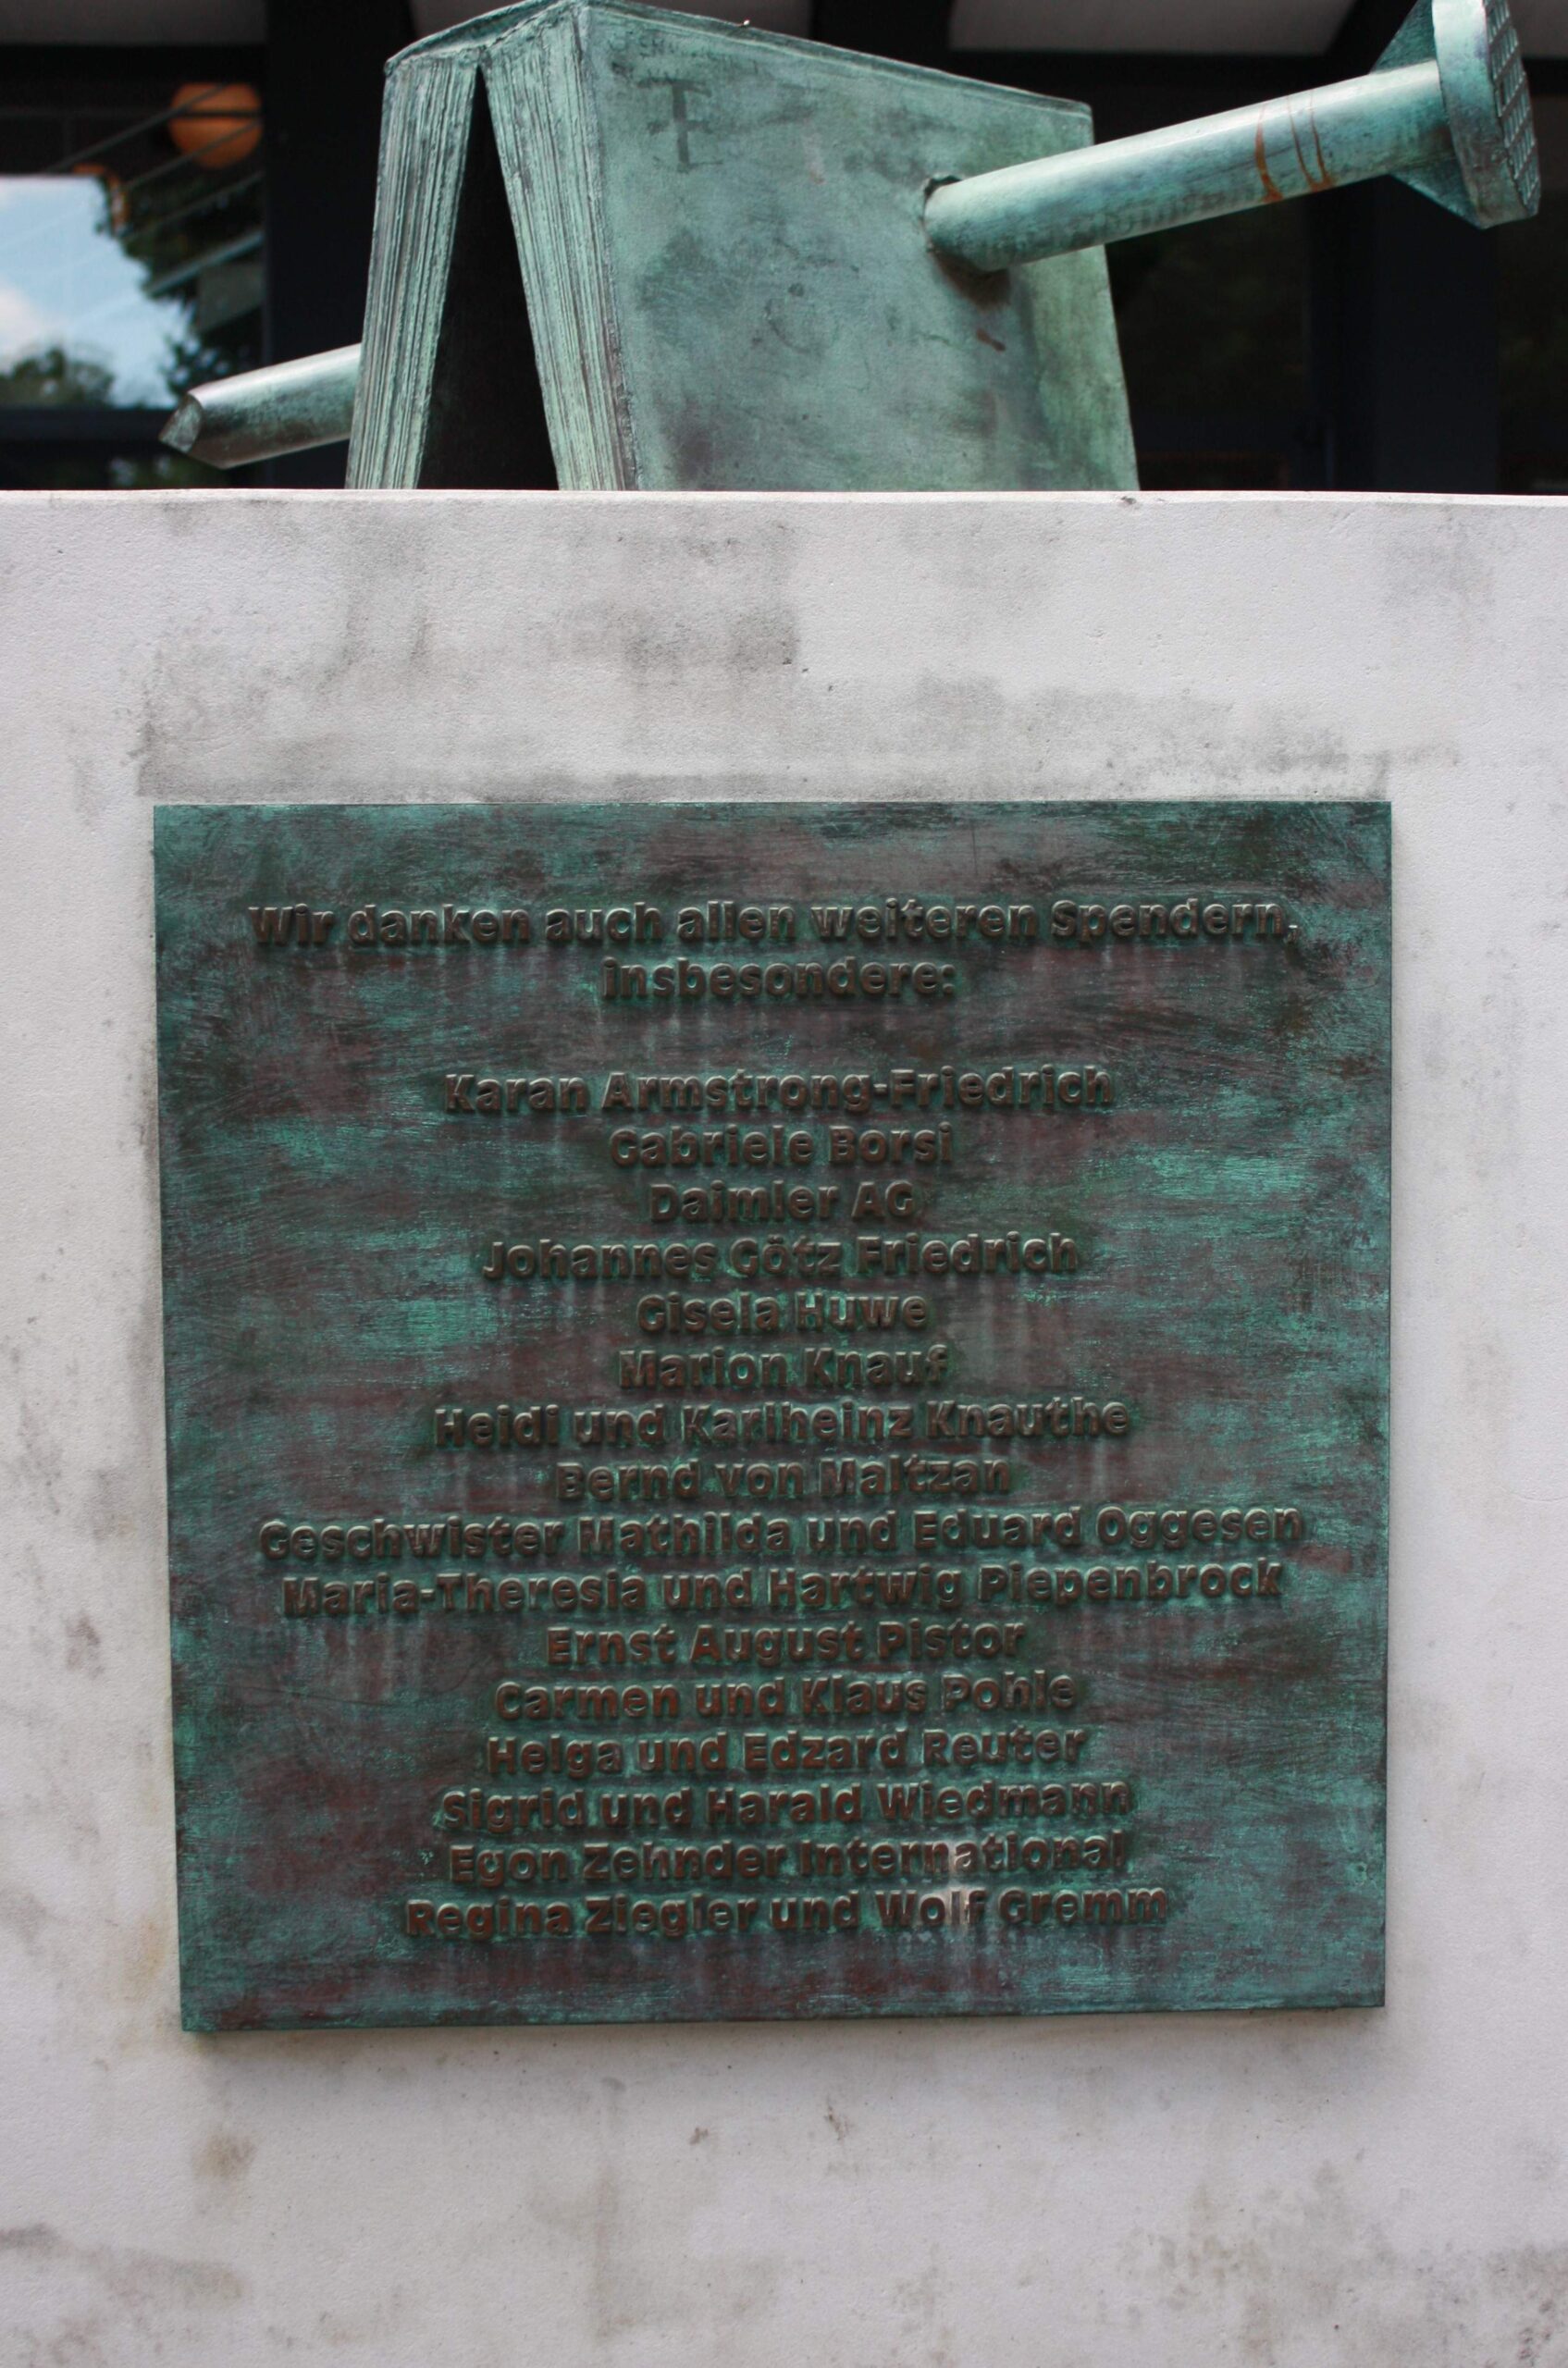 Wir danken auch allen weiteren Spendern,
insbesondere:
Karan Armstrong-Friedrich
Gabriele Borsi
Daimler AG
Johannes Götz Friedrich
Gisela Huwe
Marion Knauf
Heidi und Karlheinz Knauthe
Bernd von Maltzan
Geschwister Mathilda und Eduard Oggesen
Maria-Theresia und Hartwig Piepenbrock
Ernst August Pistor
Carmen und Klaus Pohle
Helga und Edzard Reuter
Sigrid und Harald Wiedmann
Egon Zehnder International
Regina Ziegler und Wolf Gremm